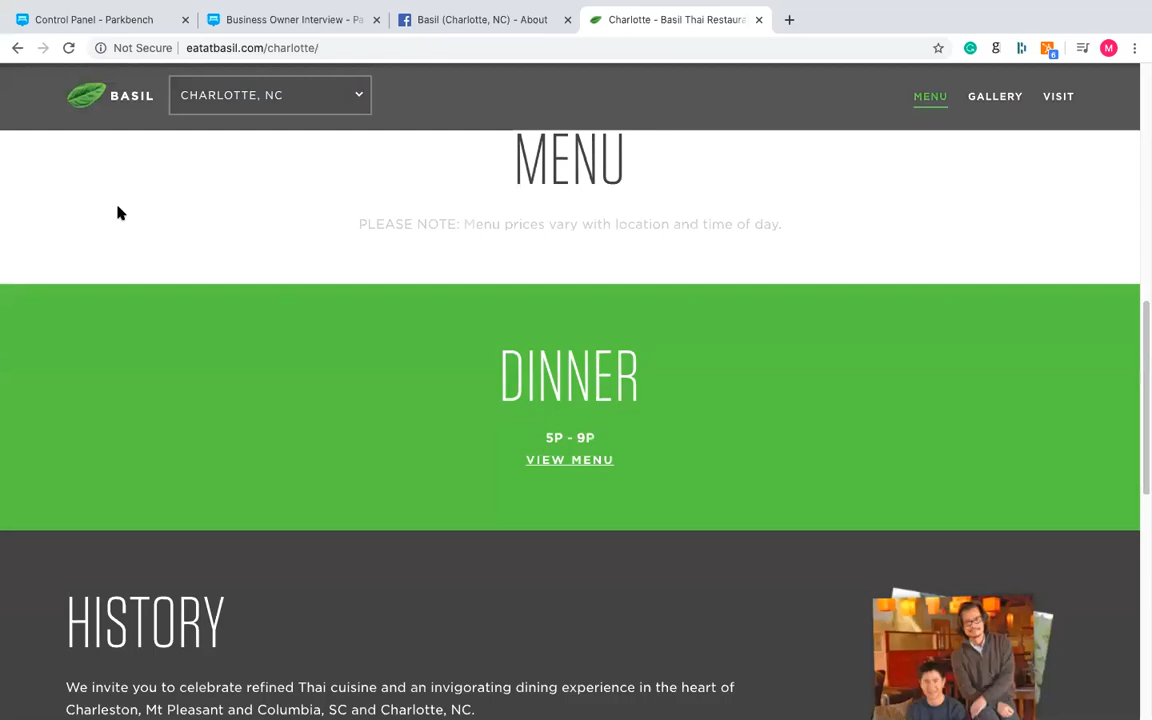 Control Panel - Parkbench
Business Owner Interview - Pa
Basil (Charlotte, NC) - About
Charlotte - Basil Thai Restaura
Not Secure
eatatbasil.com/charlotte/
g
6
M
BASIL
CHARLOTTE, NC
MENU
GALLERY
VISIT
MENU
PLEASE NOTE: Menu prices vary with location and time of day.
DINNER
5P - 9P
VIEW MENU
HISTORY
We invite you to celebrate refined Thai cuisine and an invigorating dining experience in the heart of
Charleston, Mt Pleasant and Columbia, SC and Charlotte, NC.